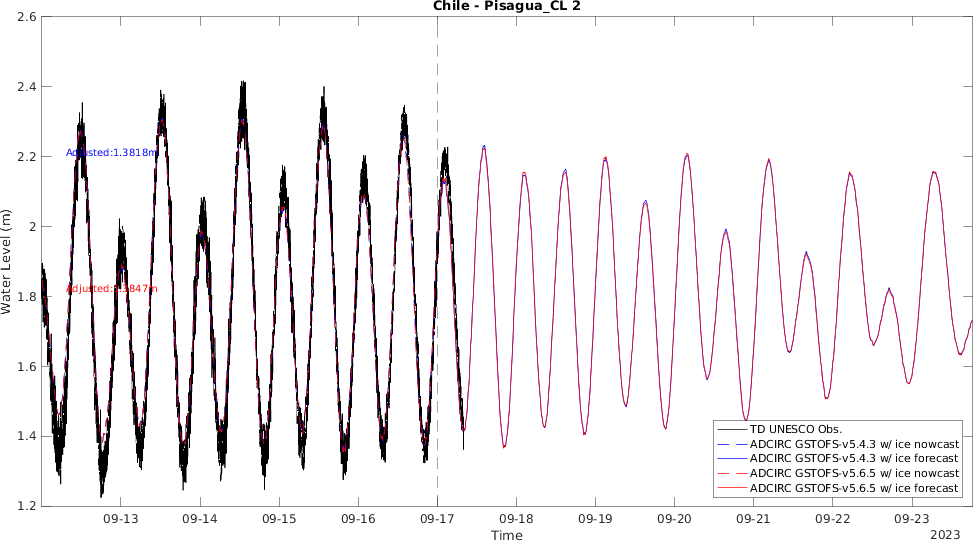 Chile - Pisagua_CL 2
2.6
2.4
2.2
2
1.8
1.6
1.4
1.2
Water Level (m)
Adjusted:1.3818m
Adjusted:1.3847m
TD UNESCO Obs.
ADCIRC GSTOFS-v5.4.3 w/ ice nowcast
ADCIRC GSTOFS-v5.4.3 w/ ice forecast
ADCIRC GSTOFS-v5.6.5 w/ ice nowcast
ADCIRC GSTOFS-v5.6.5 w/ ice forecast
09-13 09-14 09-15 09-16 09-17 09-18 09-19 09-20 09-21 09-22 09-23
Time
2023